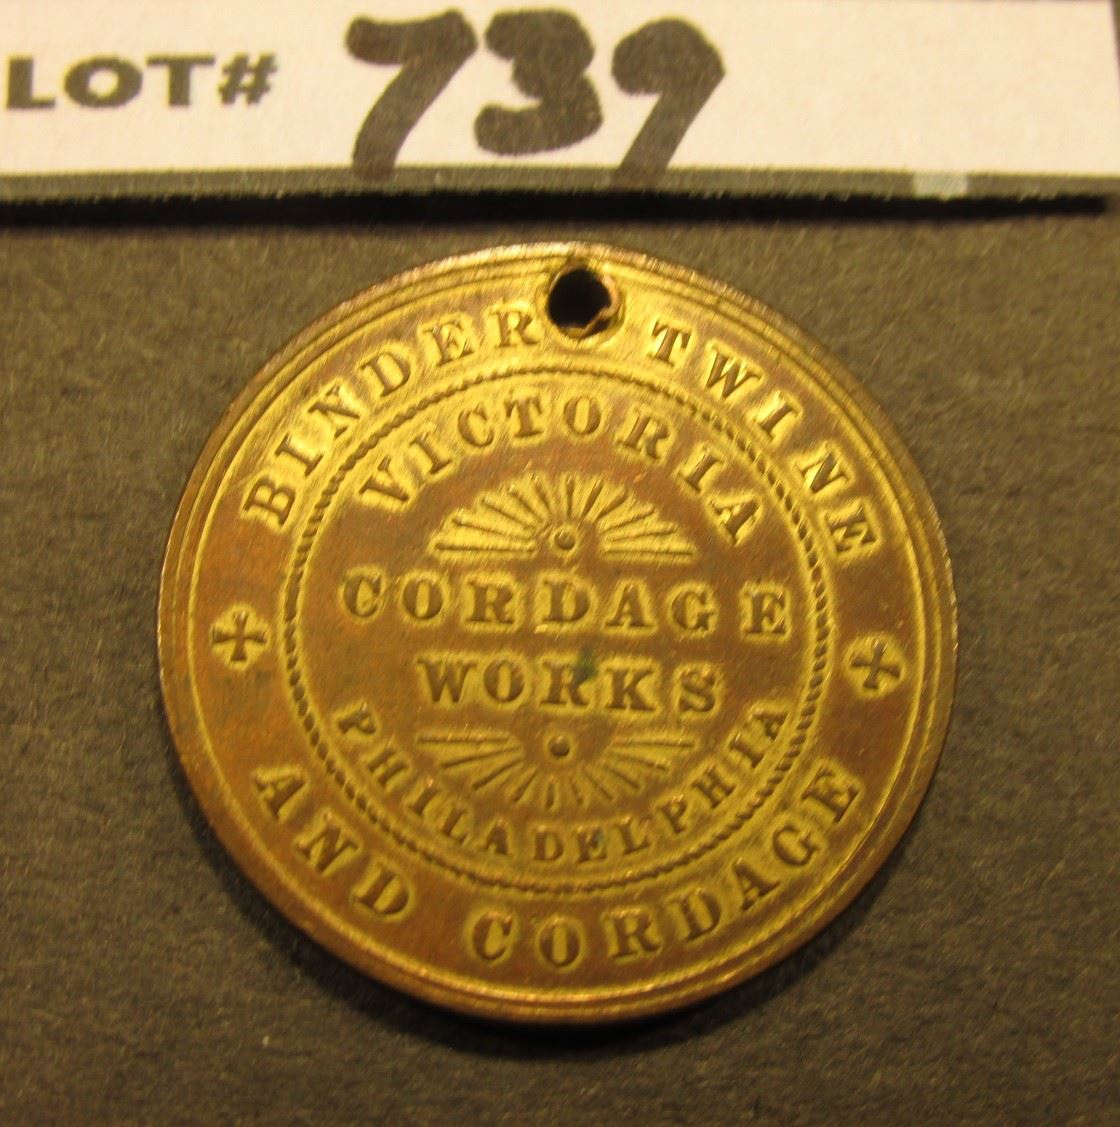 LOT# 739
BINDER TWINE
VICTORIA
CORDAGE
WORKS
PHILADELPHIA
AND CORDAGE